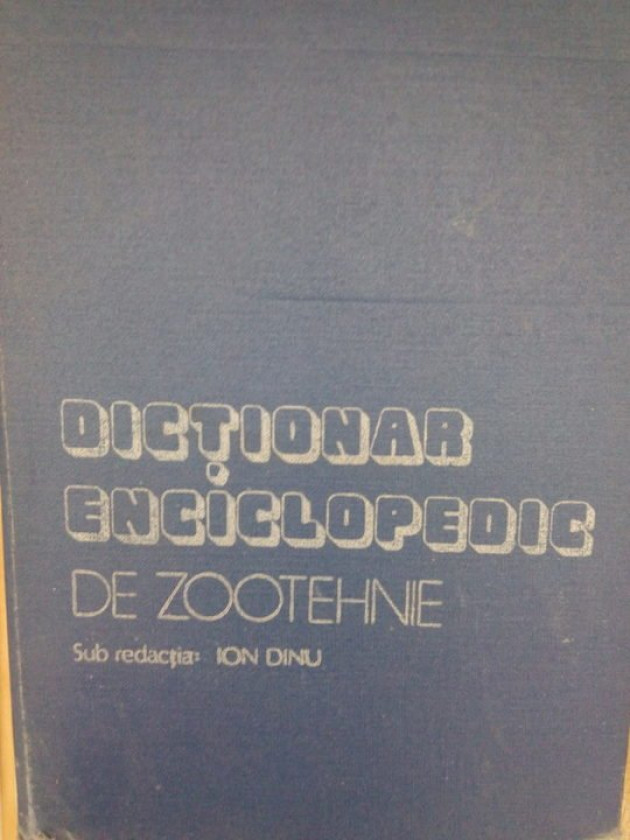 DICȚIONAR
ENCICLOPEDIC
DE ZOOTEHNIE
Sub redacția: ION DINU